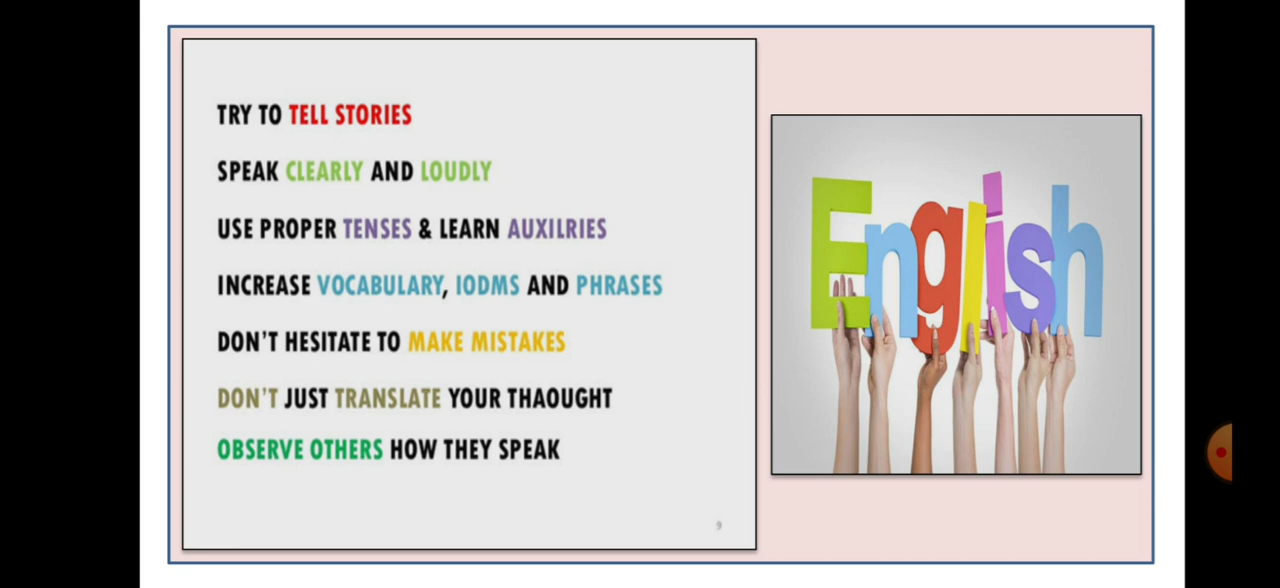 TRY TO TELL STORIES
SPEAK CLEARLY AND LOUDLY
USE PROPER TENSES & LEARN AUXILRIES
INCREASE VOCABULARY, IODMS AND PHRASES
DON'T HESITATE TO MAKE MISTAKES
DON'T JUST TRANSLATE YOUR THAOUGHT
OBSERVE OTHERS HOW THEY SPEAK
9
English